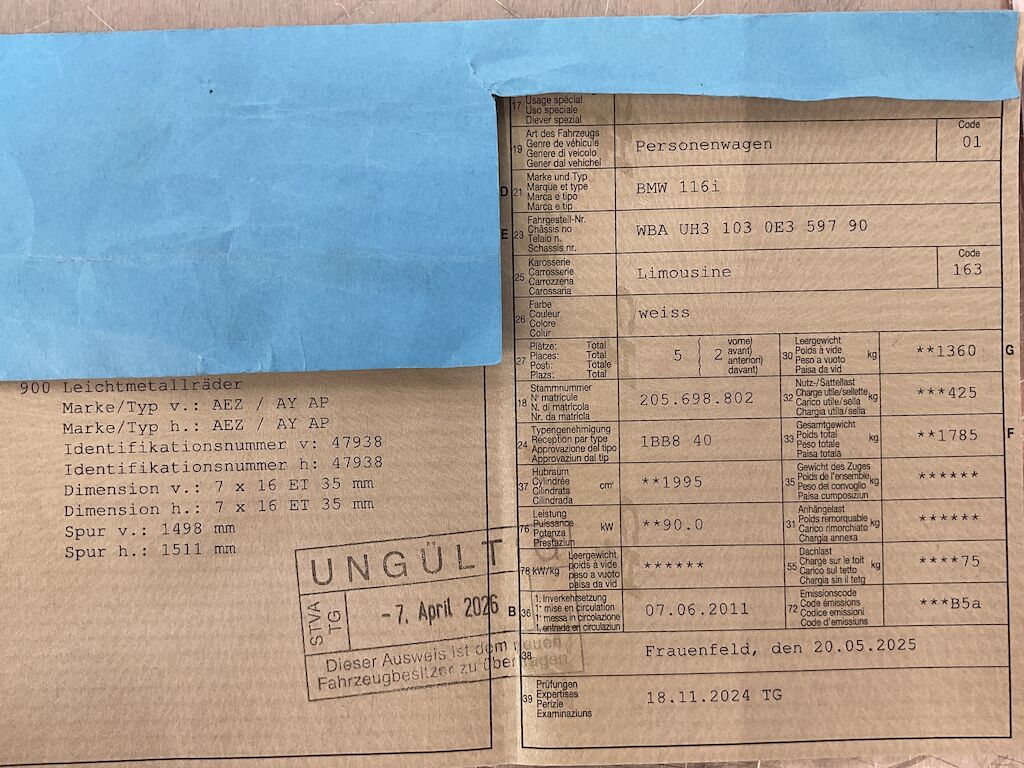 900 Leichtmetallräder
Marke/Typ v.: AEZ / AY AP
Marke/Typ h.: AEZ / AY AP
Identifikationsnummer v: 47938
Identifikationsnummer h: 47938
Dimension v.: 7 x 16 ET 35 mm
Dimension h.: 7 x 16 ET 35 mm
Spur v.: 1498 mm
Spur h.: 1511 mm
UNGÜLTIG
STVA TG
-7. April 2026
Dieser Ausweis ist dem neuen
Fahrzeugbesitzer zu übertragen.
17 Usage spécial
Uso speciale
Diever spezial
19 Art des Fahrzeugs
Genre de véhicule
Genere di veicolo
Gener dal vehichel
Personenwagen
Code
01
D 21 Marke und Typ
Marque et type
Marca e tipo
Marca e tip
BMW 116i
E 23 Fahrgestell-Nr.
Châssis no
Telaio n.
Schassis nr.
WBA UH3 103 0E3 597 90
25 Karosserie
Carrosserie
Carrozzeria
Carossaria
Limousine
Code
163
26 Farbe
Couleur
Colore
Colur
weiss
27 Plätze: Total
Places: Total
Posti: Totale
Plazs: Total
5 ( 2 vorne)
avant)
anteriori)
davant)
30 Leergewicht
Poids à vide
Peso a vuoto
Paisa da vid
kg
**1360
G
18 Stammnummer
N° matricule
N. di matricola
Nr. da matricla
205.698.802
32 Nutz-/Sattellast
Charge utile/sellette
Carico utile/sella
Chargia utila/sella
kg
***425
24 Typengenehmigung
Réception par type
Approvazione del tipo
Approvaziun dal tip
1BB8 40
33 Gesamtgewicht
Poids total
Peso totale
Paisa totala
kg
**1785
F
37 Hubraum
Cylindrée
Cilindrata
Cilindrada
cm³
**1995
35 Gewicht des Zuges
Poids de l'ensemble
Peso del convoglio
Paisa cumposiziun
kg
******
76 Leistung
Puissance
Potenza
Prestaziun
kW
**90.0
31 Anhängelast
Poids remorquable
Carico rimorchiato
Chargia annexa
kg
******
78 kW/kg
Leergewicht
poids à vide
peso a vuoto
paisa da vid
******
55 Dachlast
Charge sur le toit
Carico sul tetto
Chargia sin il tetg
kg
****75
B 36 1. Inverkehrsetzung
1re mise en circulation
1a messa in circolazione
1. entrada en circulaziun
07.06.2011
72 Emissionscode
Code émissions
Codice emissioni
Code d'emissiuns
***B5a
38
Frauenfeld, den 20.05.2025
39 Prüfungen
Expertises
Perizie
Examinaziuns
18.11.2024 TG